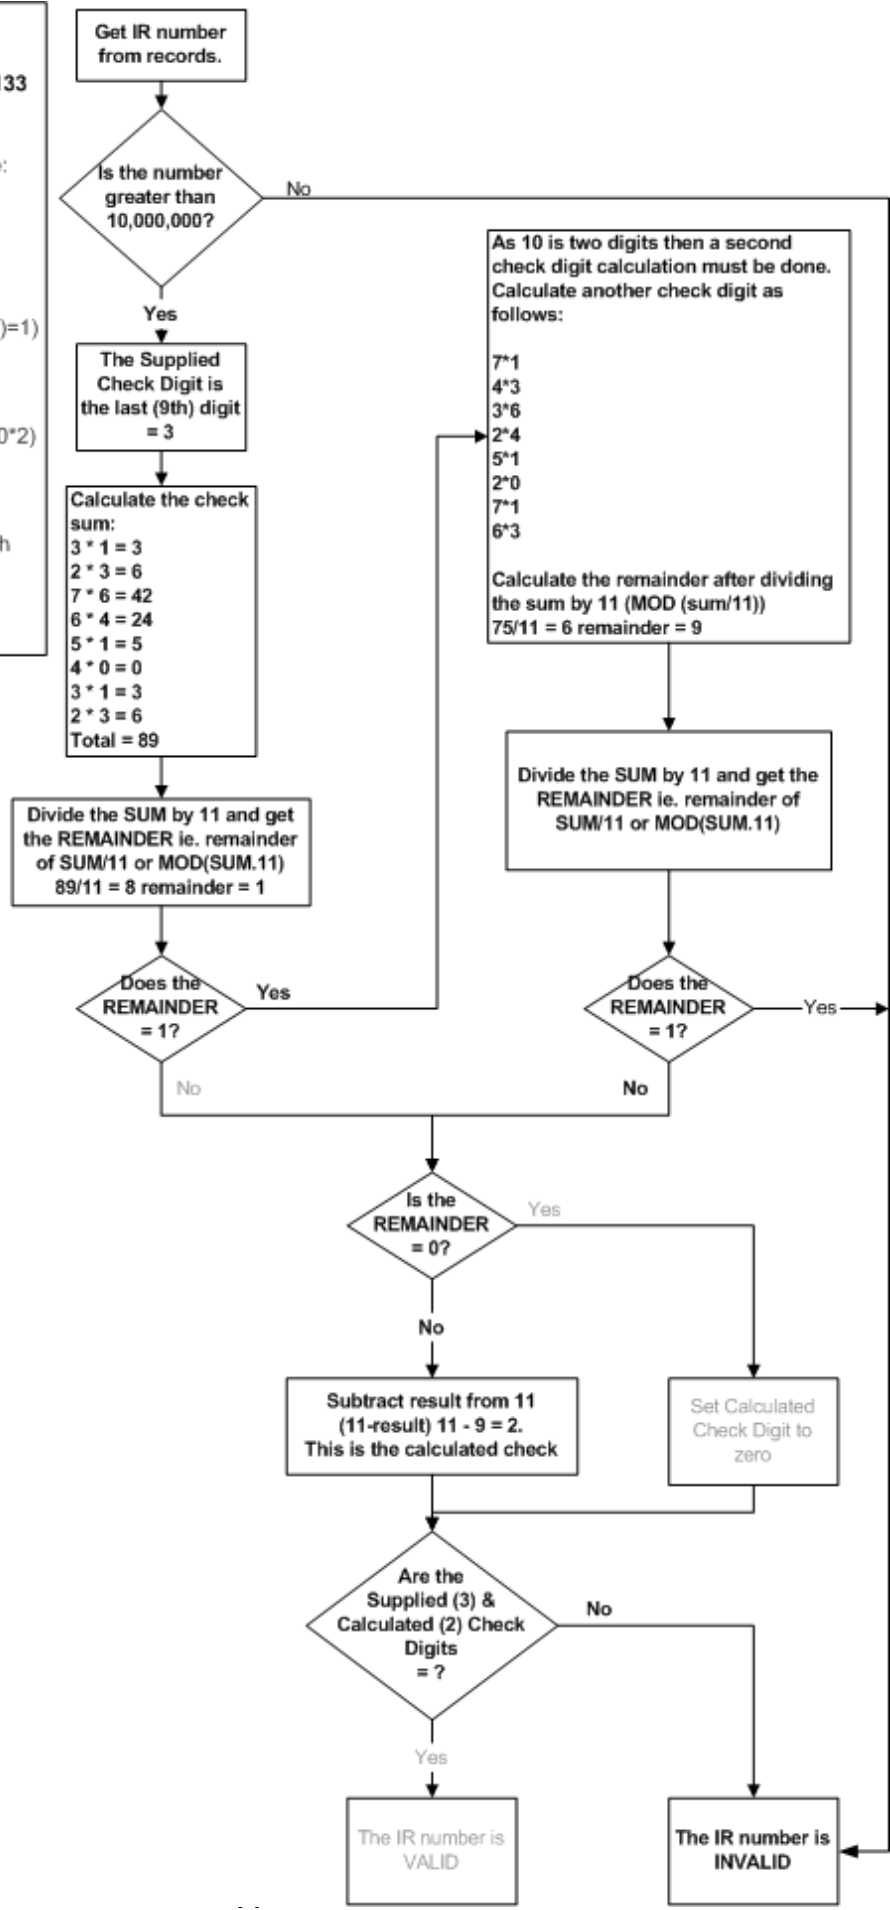 Get IR number
from records.
133
Is the number
greater than
10,000,000?
No
e:
Yes
)=1)
The Supplied
Check Digit is
the last (9th) digit
= 3
0*2)
Calculate the check
sum:
3 * 1 = 3
2 * 3 = 6
7 * 6 = 42
6 * 4 = 24
5 * 1 = 5
4 * 0 = 0
3 * 1 = 3
2 * 3 = 6
Total = 89
h
Divide the SUM by 11 and get
the REMAINDER ie. remainder
of SUM/11 or MOD(SUM.11)
89/11 = 8 remainder = 1
Does the
REMAINDER
= 1?
Yes
No
As 10 is two digits then a second
check digit calculation must be done.
Calculate another check digit as
follows:
7*1
4*3
3*6
2*4
5*1
2*0
7*1
6*3
Calculate the remainder after dividing
the sum by 11 (MOD (sum/11))
75/11 = 6 remainder = 9
Divide the SUM by 11 and get the
REMAINDER ie. remainder of
SUM/11 or MOD(SUM.11)
Does the
REMAINDER
= 1?
Yes
No
Is the
REMAINDER
= 0?
Yes
No
Subtract result from 11
(11-result) 11 - 9 = 2.
This is the calculated check
Set Calculated
Check Digit to
zero
Are the
Supplied (3) &
Calculated (2) Check
Digits
= ?
No
Yes
The IR number is
VALID
The IR number is
INVALID